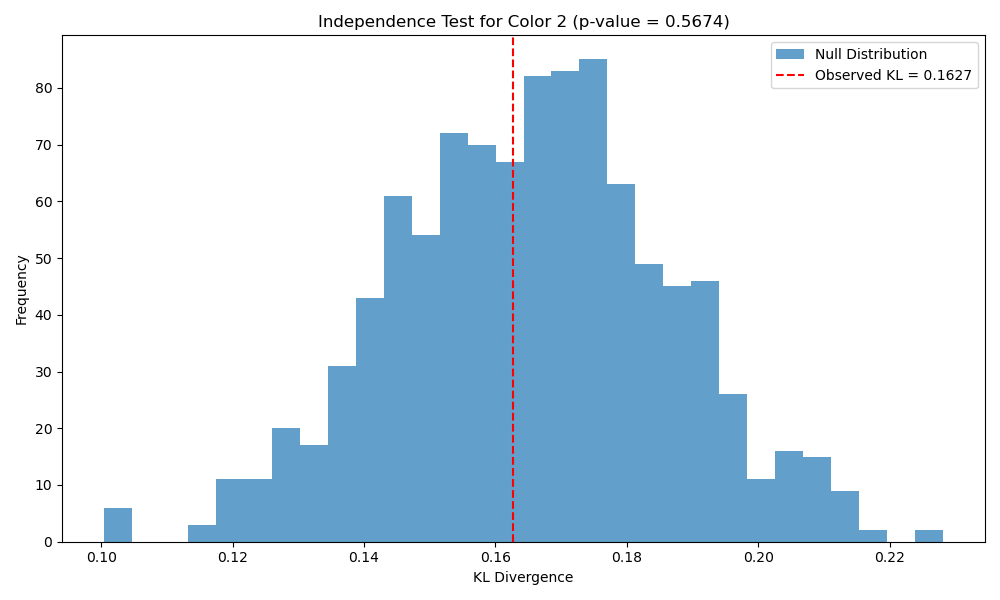 Independence Test for Color 2 (p-value = 0.5674)
Null Distribution
Observed KL = 0.1627
Frequency
80
70
60
50
40
30
20
10
0
0.10 0.12 0.14 0.16 0.18 0.20 0.22
KL Divergence